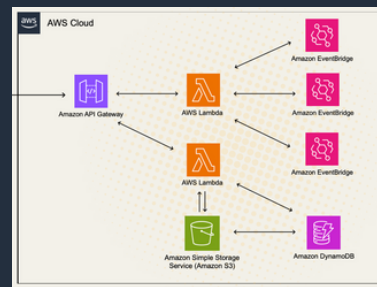 aws
AWS Cloud
Amazon EventBridge
Amazon API Gateway
AWS Lambda
Amazon EventBridge
Amazon EventBridge
AWS Lambda
Amazon Simple Storage
Service (Amazon S3)
Amazon DynamoDB